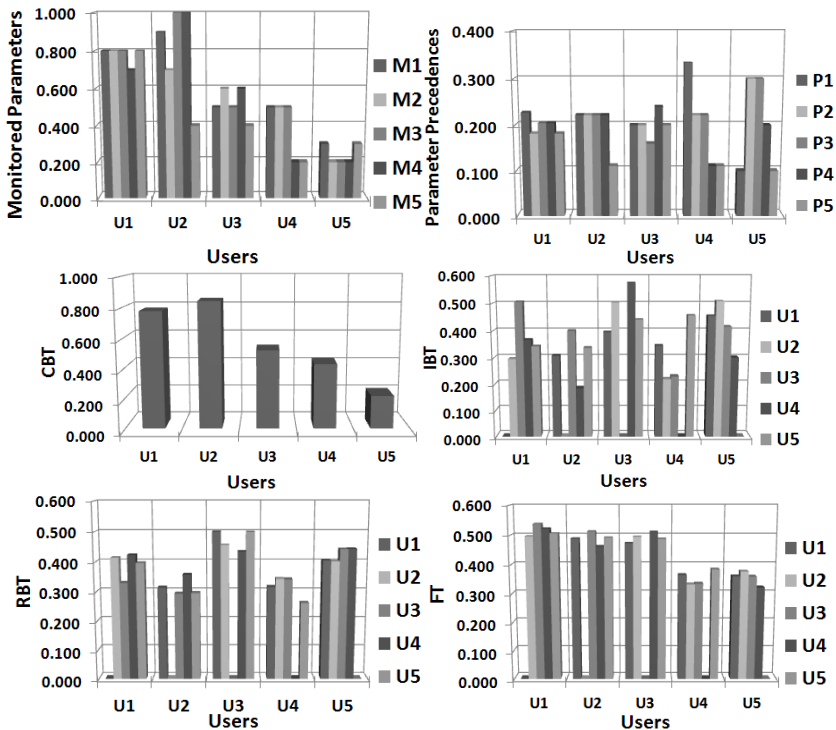 Monitored Parameters
1.000
0.800
0.600
0.400
0.200
0.000
U1 U2 U3 U4 U5
Users
M1
M2
M3
M4
M5
Parameter Precedences
0.400
0.300
0.200
0.100
0.000
U1 U2 U3 U4 U5
Users
P1
P2
P3
P4
P5
CBT
1.000
0.800
0.600
0.400
0.200
0.000
U1 U2 U3 U4 U5
Users
IBT
0.600
0.500
0.400
0.300
0.200
0.100
0.000
U1 U2 U3 U4 U5
Users
U1
U2
U3
U4
U5
RBT
0.600
0.500
0.400
0.300
0.200
0.100
0.000
U1 U2 U3 U4 U5
Users
U1
U2
U3
U4
U5
FT
0.600
0.500
0.400
0.300
0.200
0.100
0.000
U1 U2 U3 U4 U5
Users
U1
U2
U3
U4
U5